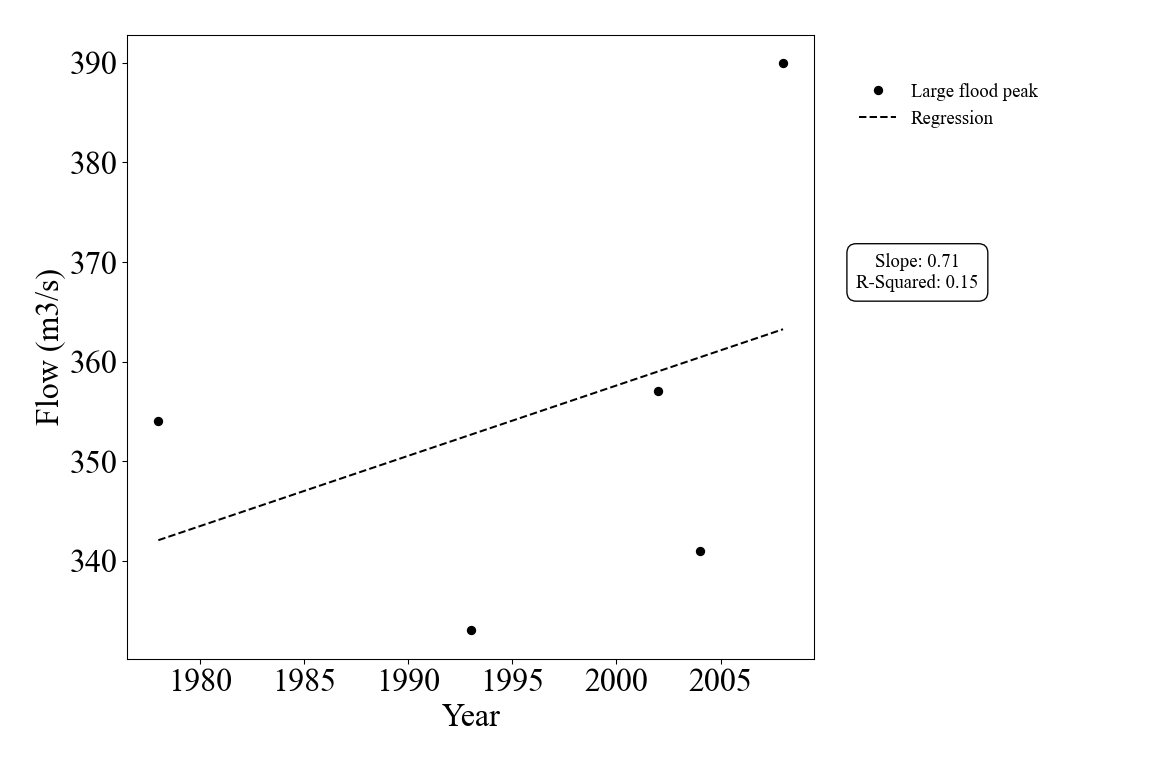 390
380
370
360
350
340
Flow (m3/s)
1980 1985 1990 1995 2000 2005
Year
Large flood peak
Regression
Slope: 0.71
R-Squared: 0.15